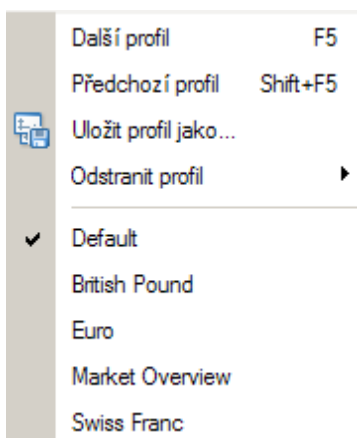 Další profil F5
Předchozí profil Shift+F5
Uložit profil jako...
Odstranit profil
Default
British Pound
Euro
Market Overview
Swiss Franc